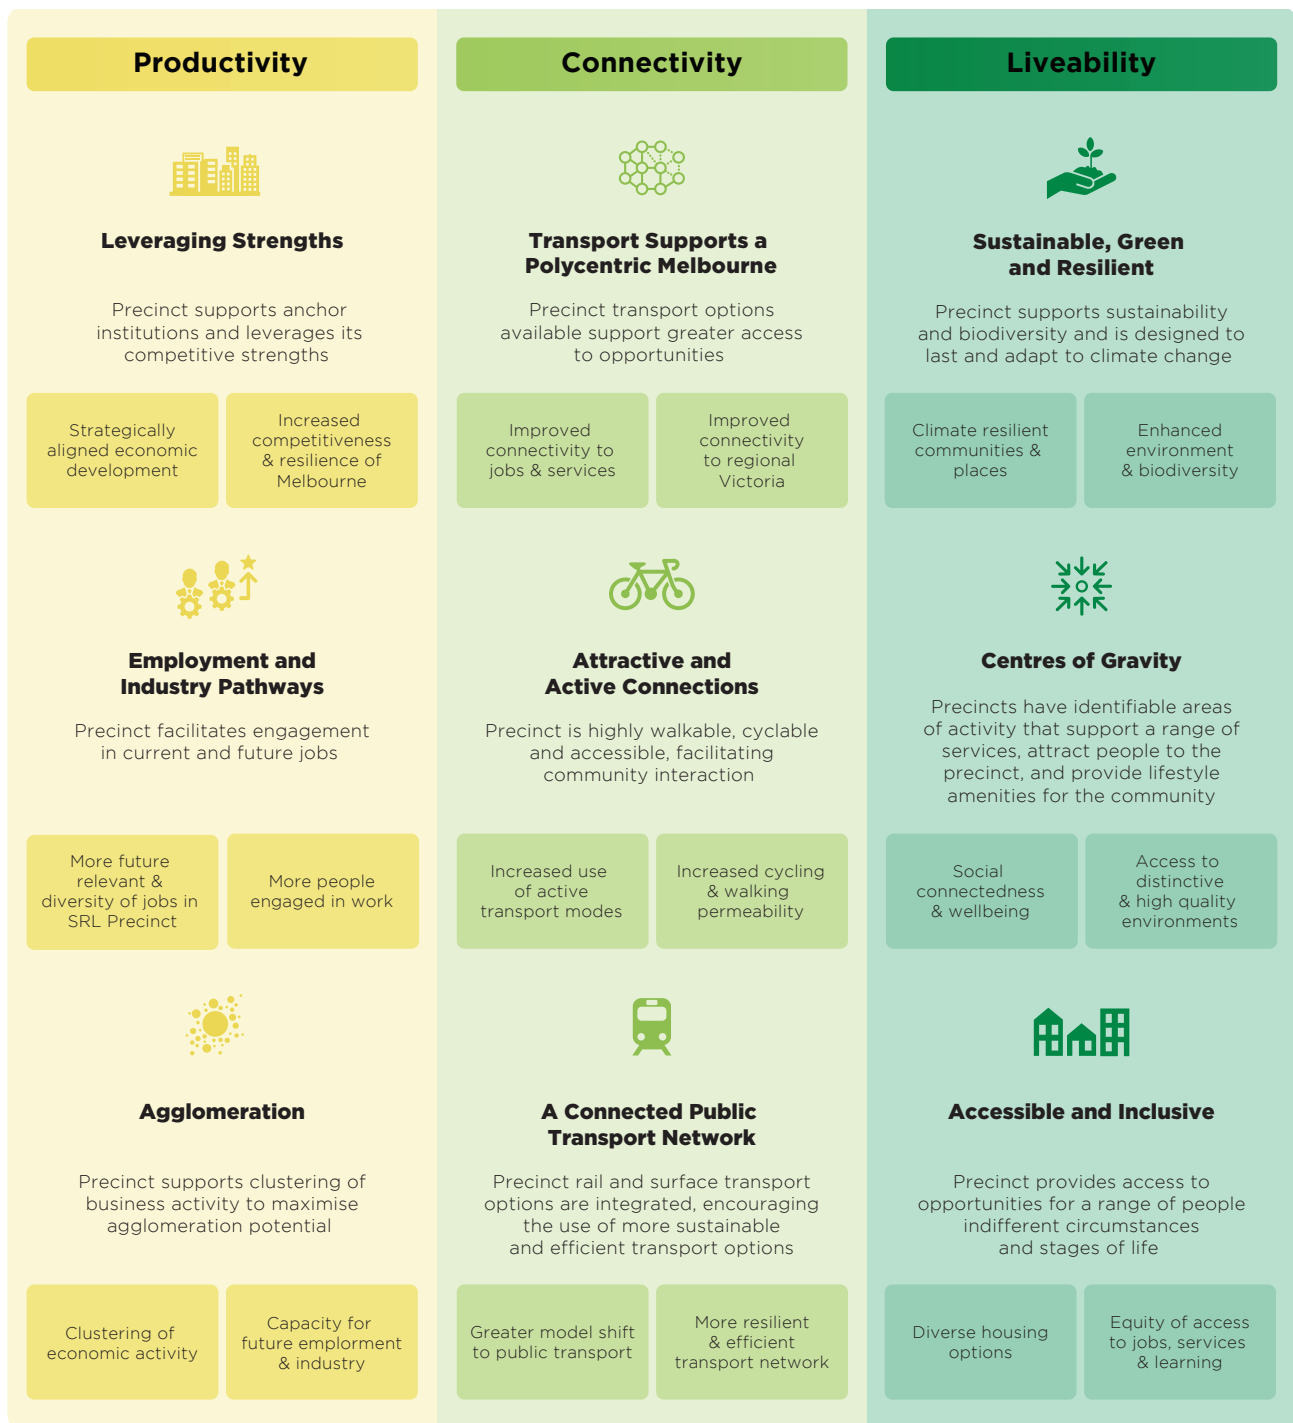 Productivity
Leveraging Strengths
Precinct supports anchor
institutions and leverages its
competitive strengths
Strategically
aligned economic
development
Increased
competitiveness
& resilience of
Melbourne
Employment and
Industry Pathways
Precinct facilitates engagement
in current and future jobs
More future
relevant &
diversity of jobs in
SRL Precinct
More people
engaged in work
Agglomeration
Precinct supports clustering of
business activity to maximise
agglomeration potential
Clustering of
economic activity
Capacity for
future emplorment
& industry
Connectivity
Transport Supports a
Polycentric Melbourne
Precinct transport options
available support greater access
to opportunities
Improved
connectivity to
jobs & services
Improved
connectivity
to regional
Victoria
Attractive and
Active Connections
Precinct is highly walkable, cyclable
and accessible, facilitating
community interaction
Increased use
of active
transport modes
Increased cycling
& walking
permeability
A Connected Public
Transport Network
Precinct rail and surface transport
options are integrated, encouraging
the use of more sustainable
and efficient transport options
Greater model shift
to public transport
More resilient
& efficient
transport network
Liveability
Sustainable, Green
and Resilient
Precinct supports sustainability
and biodiversity and is designed to
last and adapt to climate change
Climate resilient
communities &
places
Enhanced
environment
& biodiversity
Centres of Gravity
Precincts have identifiable areas
of activity that support a range of
services, attract people to the
precinct, and provide lifestyle
amenities for the community
Social
connectedness
& wellbeing
Access to
distinctive
& high quality
environments
Accessible and Inclusive
Precinct provides access to
opportunities for a range of people
indifferent circumstances
and stages of life
Diverse housing
options
Equity of access
to jobs, services
& learning